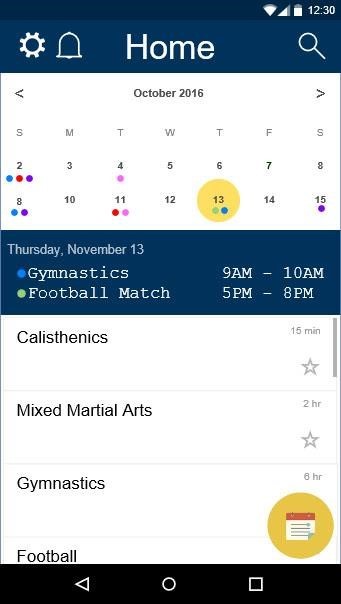 12:30
Home
< October 2016 >
S M T W T F S
2 3 4 5 6 7 8
8 10 11 12 13 14 15
Thursday, November 13
Gymnastics 9AM - 10AM
Football Match 5PM - 8PM
15 min
Calisthenics
2 hr
Mixed Martial Arts
6 hr
Gymnastics
Football